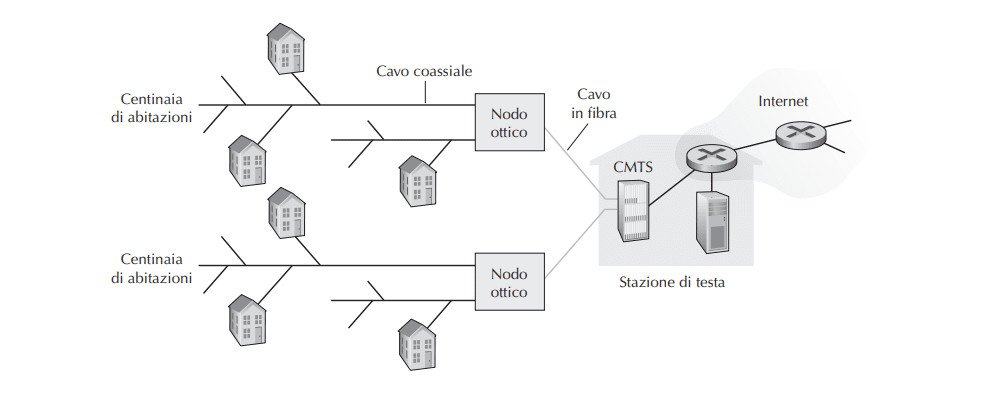 Cavo coassiale
Centinaia
di abitazioni
Nodo
ottico
Cavo
in fibra
Internet
CMTS
Centinaia
di abitazioni
Nodo
ottico
Stazione di testa